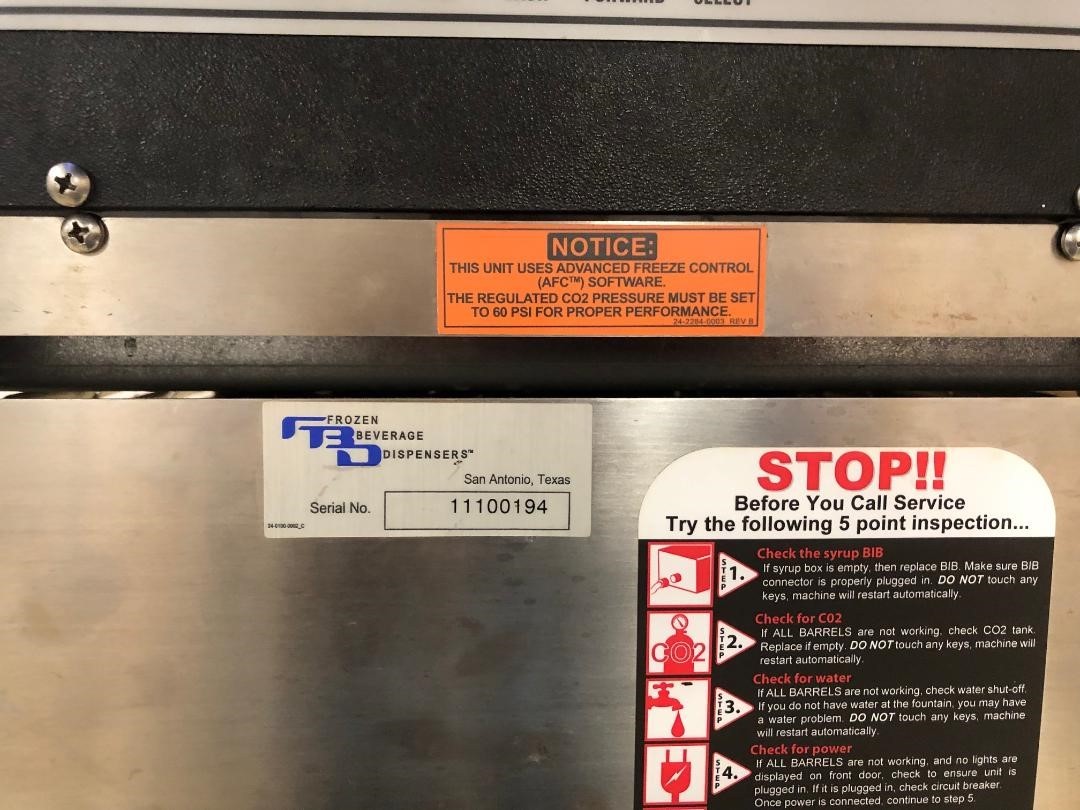 FORWARD SELECT
NOTICE:
THIS UNIT USES ADVANCED FREEZE CONTROL
(AFC™) SOFTWARE.
THE REGULATED CO2 PRESSURE MUST BE SET
TO 60 PSI FOR PROPER PERFORMANCE.
24-2284-0003 REV B
FBD
FROZEN
BEVERAGE
DISPENSERS™
San Antonio, Texas
Serial No. 11100194
24-0100-0002_C
STOP!!
Before You Call Service
Try the following 5 point inspection...
STEP 1.
Check the syrup BIB
If syrup box is empty, then replace BIB. Make sure BIB
connector is properly plugged in. DO NOT touch any
keys, machine will restart automatically.
CO2
STEP 2.
Check for C02
If ALL BARRELS are not working, check CO2 tank.
Replace if empty. DO NOT touch any keys, machine will
restart automatically.
STEP 3.
Check for water
If ALL BARRELS are not working, check water shut-off.
If you do not have water at the fountain, you may have
a water problem. DO NOT touch any keys, machine
will restart automatically.
STEP 4.
Check for power
If ALL BARRELS are not working, and no lights are
displayed on front door, check to ensure unit is
plugged in. If it is plugged in, check circuit breaker.
Once power is connected, continue to step 5.